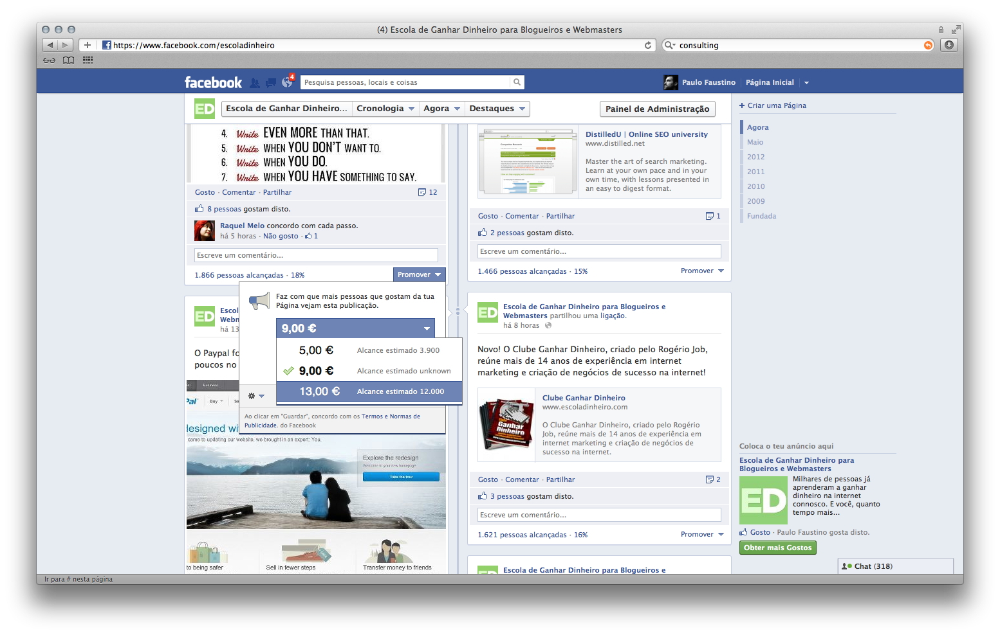 (4) Escola de Ganhar Dinheiro para Blogueiros e Webmasters
https://www.facebook.com/escoladinheiro
consulting
facebook
4
Pesquisa pessoas, locais e coisas
Paulo Faustino
Página Inicial
ED
Escola de Ganhar Dinheiro...
Cronologia
Agora
Destaques
Painel de Administração
4. Write EVEN MORE THAN THAT.
5. Write WHEN YOU DON'T WANT TO.
6. Write WHEN YOU DO.
7. Write WHEN YOU HAVE SOMETHING TO SAY.
Gosto · Comentar · Partilhar
12
8 pessoas gostam disto.
Raquel Melo concordo com cada passo.
há 5 horas · Não gosto · 1
Escreve um comentário...
1.866 pessoas alcançadas · 18%
Promover
Faz com que mais pessoas que gostam da tua
Página vejam esta publicação.
9,00 €
5,00 € Alcance estimado 3.900
9,00 € Alcance estimado unknown
13,00 € Alcance estimado 12.000
Ao clicar em "Guardar", concordo com os Termos e Normas de
Publicidade. do Facebook
ED
Escol
Webm
há 13
O Paypal fo
poucos no
Business
Pal
Buy
Se
designed wi
came to updating our website, we brought in an expert: You.
Explore the redesign
Welcome to your new homepage.
Take the tour
to being safer
Sell in fewer steps
Transfer money to friends
DistilledU | Online SEO university
www.distilled.net
Master the art of search marketing.
Learn at your own pace and in your
own time, with lessons presented in
an easy to digest format.
Gosto · Comentar · Partilhar
1
2 pessoas gostam disto.
Escreve um comentário...
1.466 pessoas alcançadas · 15%
Promover
ED
Escola de Ganhar Dinheiro para Blogueiros e
Webmasters partilhou uma ligação.
há 8 horas
Novo! O Clube Ganhar Dinheiro, criado pelo Rogério Job,
reúne mais de 14 anos de experiência em internet
marketing e criação de negócios de sucesso na internet!
Ganhar
Dinheiro
Clube Ganhar Dinheiro
www.escoladinheiro.com
O Clube Ganhar Dinheiro, criado pelo Rogério
Job, reúne mais de 14 anos de experiência em
internet marketing e criação de negócios de
sucesso na internet.
Gosto · Comentar · Partilhar
2
3 pessoas gostam disto.
Escreve um comentário...
1.621 pessoas alcançadas · 16%
Promover
ED
Escola de Ganhar Dinheiro para Blogueiros e
Criar uma Página
Agora
Maio
2012
2011
2010
2009
Fundada
Coloca o teu anúncio aqui
Escola de Ganhar Dinheiro para
Blogueiros e Webmasters
ED
Milhares de pessoas já
aprenderam a ganhar
dinheiro na internet
connosco. E você, quanto
tempo mais...
Gosto · Paulo Faustino gosta disto.
Obter mais Gostos
Chat (318)
Ir para # nesta página